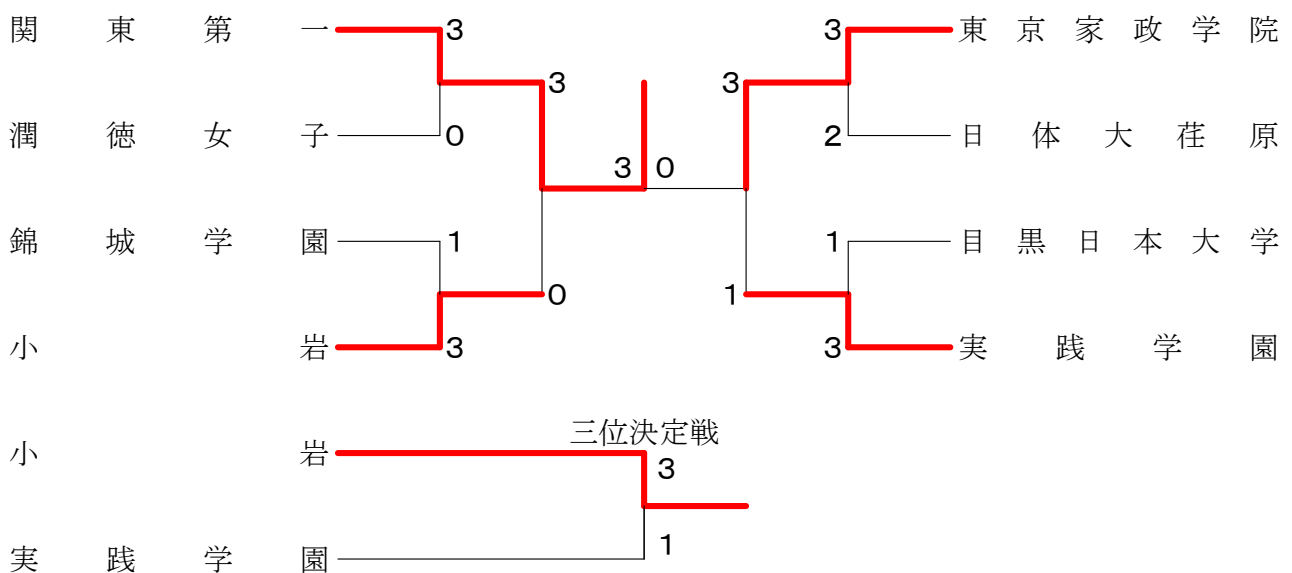 関東第一 3 3 東京家政学院
3 3
潤徳女子 0 2 日体大荏原
3 0
錦城学園 1 1 目黒日本大学
0 1
小岩 3 3 実践学園
三位決定戦
小岩 3
実践学園 1